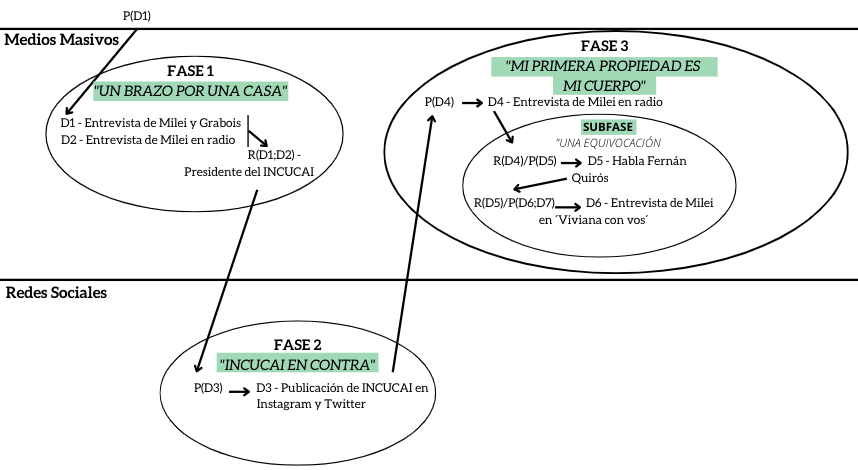 P(D1)
Medios Masivos
FASE 1
"UN BRAZO POR UNA CASA"
D1 - Entrevista de Milei y Grabois
D2 - Entrevista de Milei en radio
R(D1;D2) -
Presidente del INCUCAI
FASE 3
"MI PRIMERA PROPIEDAD ES
MI CUERPO"
P(D4)
D4 - Entrevista de Milei en radio
SUBFASE
"UNA EQUIVOCACIÓN
R(D4)/P(D5)
D5 - Habla Fernán
Quirós
R(D5)/P(D6;D7)
D6 - Entrevista de Milei
en ´Viviana con vos´
Redes Sociales
FASE 2
"INCUCAI EN CONTRA"
P(D3)
D3 - Publicación de INCUCAI en
Instagram y Twitter